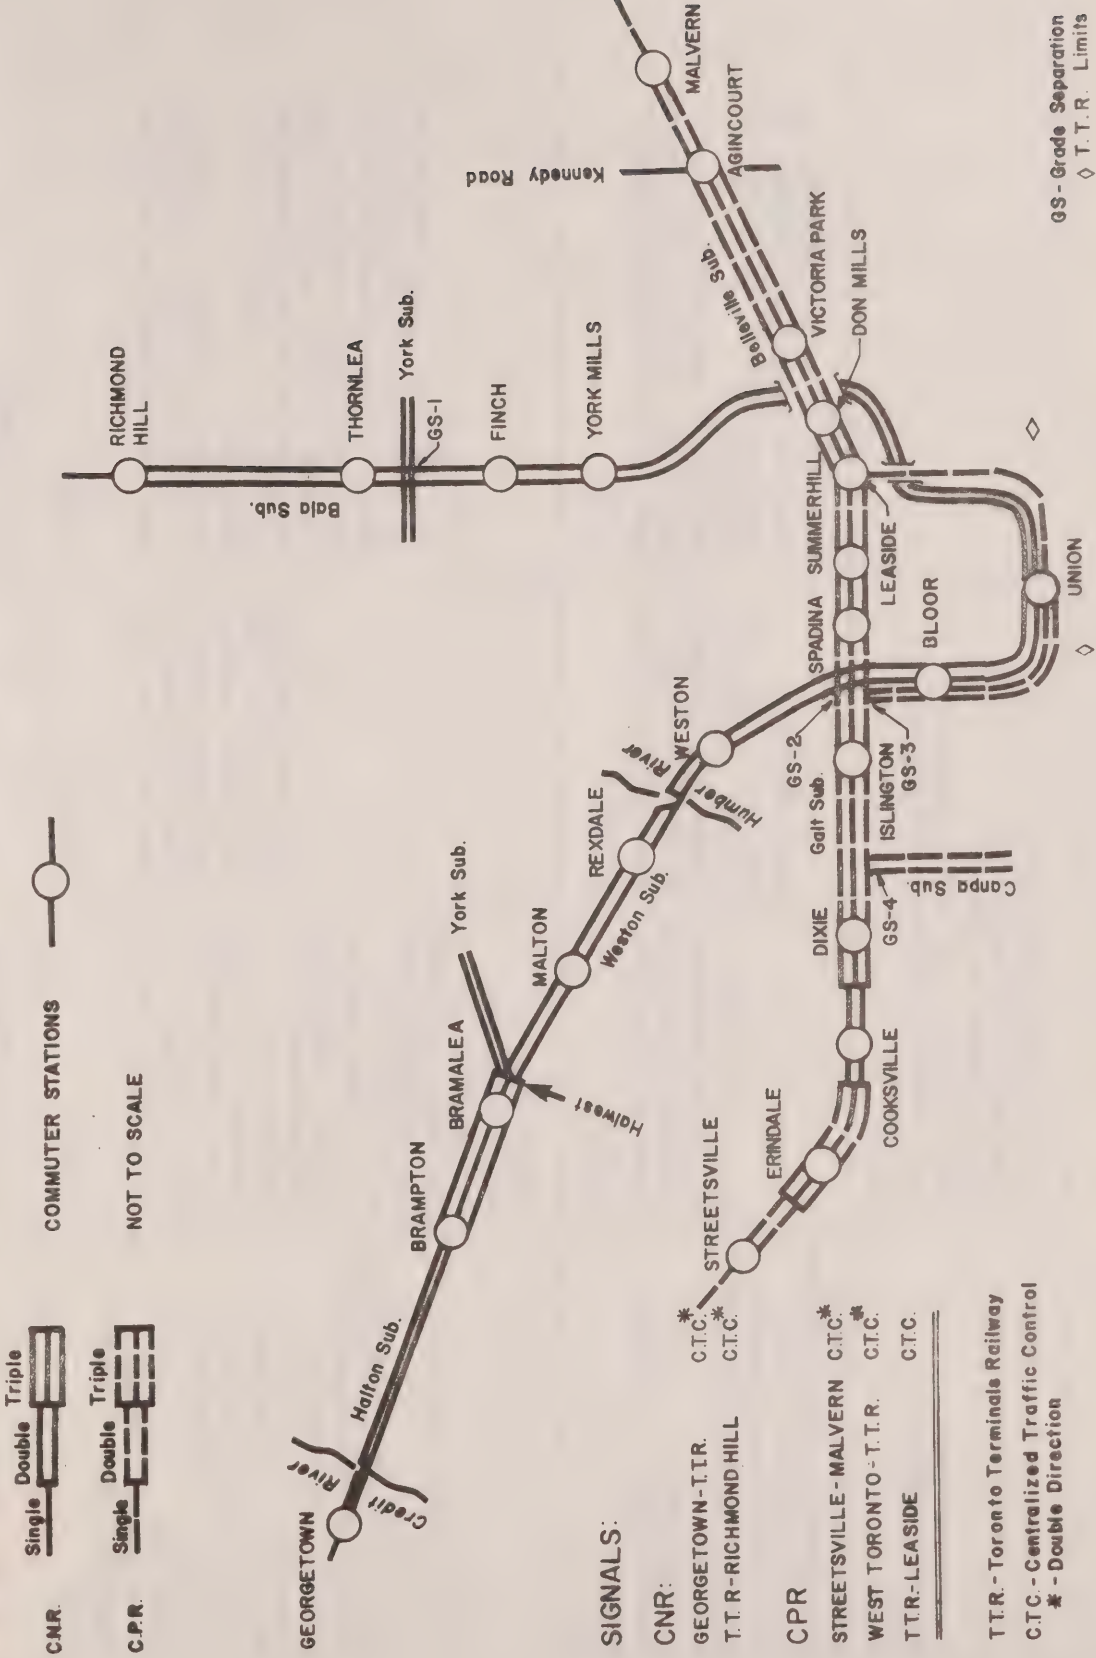 C.N.R.
Single
Double
Triple
C.P.R.
Single
Double
Triple
COMMUTER STATIONS
NOT TO SCALE
GEORGETOWN
Credit River
Halton Sub.
BRAMPTON
BRAMALEA
Halwest
York Sub.
MALTON
Weston Sub.
REXDALE
Humber River
WESTON
RICHMOND
HILL
Bala Sub.
THORNLEA
York Sub.
GS-1
FINCH
YORK MILLS
Kennedy Road
MALVERN
AGINCOURT
Belleville Sub.
VICTORIA PARK
DON MILLS
LEASIDE
SUMMERHILL
SPADINA
GS-2
GS-3
Galt Sub.
ISLINGTON
BLOOR
UNION
Canpa Sub.
GS-4
DIXIE
COOKSVILLE
ERINDALE
STREETSVILLE
SIGNALS:
CNR:
GEORGETOWN-T.T.R. C.T.C.*
T.T.R-RICHMOND HILL C.T.C.*
CPR
STREETSVILLE-MALVERN C.T.C.*
WEST TORONTO-T.T.R. C.T.C.*
T.T.R.-LEASIDE C.T.C.
T.T.R.-Toronto Terminals Railway
C.T.C.-Centralized Traffic Control
*-Double Direction
GS-Grade Separation
◊ T.T.R. Limits